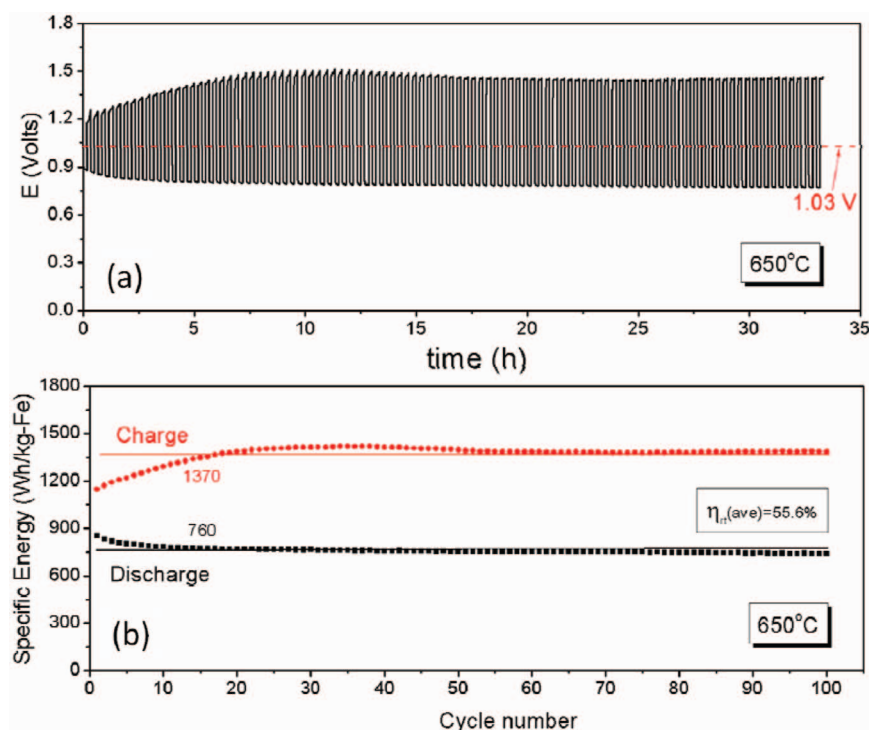 1.8
1.5
1.2
0.9
0.6
0.3
0.0
E (Volts)
1.03 V
650°C
(a)
0 5 10 15 20 25 30 35
time (h)
1800
1500
1200
900
600
300
0
Specific Energy (Wh/kg-Fe)
Charge
1370
760
ηrt(ave)=55.6%
Discharge
(b)
650°C
0 10 20 30 40 50 60 70 80 90 100
Cycle number